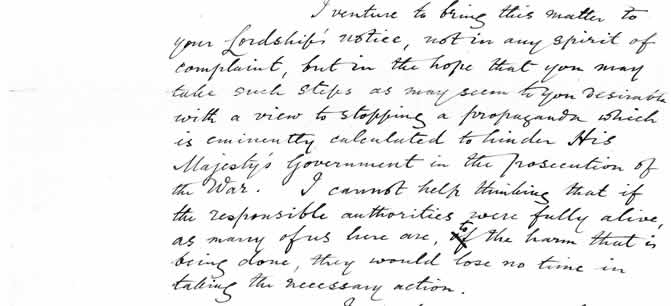 I venture to bring this matter to
your Lordship's notice, not in any spirit of
complaint, but in the hope that you may
take such steps as may seem to you desirable
with a view to stopping a propaganda which
is eminently calculated to hinder His
Majesty's Government in the prosecution of
the War. I cannot help thinking that if
the responsible authorities were fully alive,
as many of us here are, to the harm that is
being done, they would lose no time in
taking the necessary action.